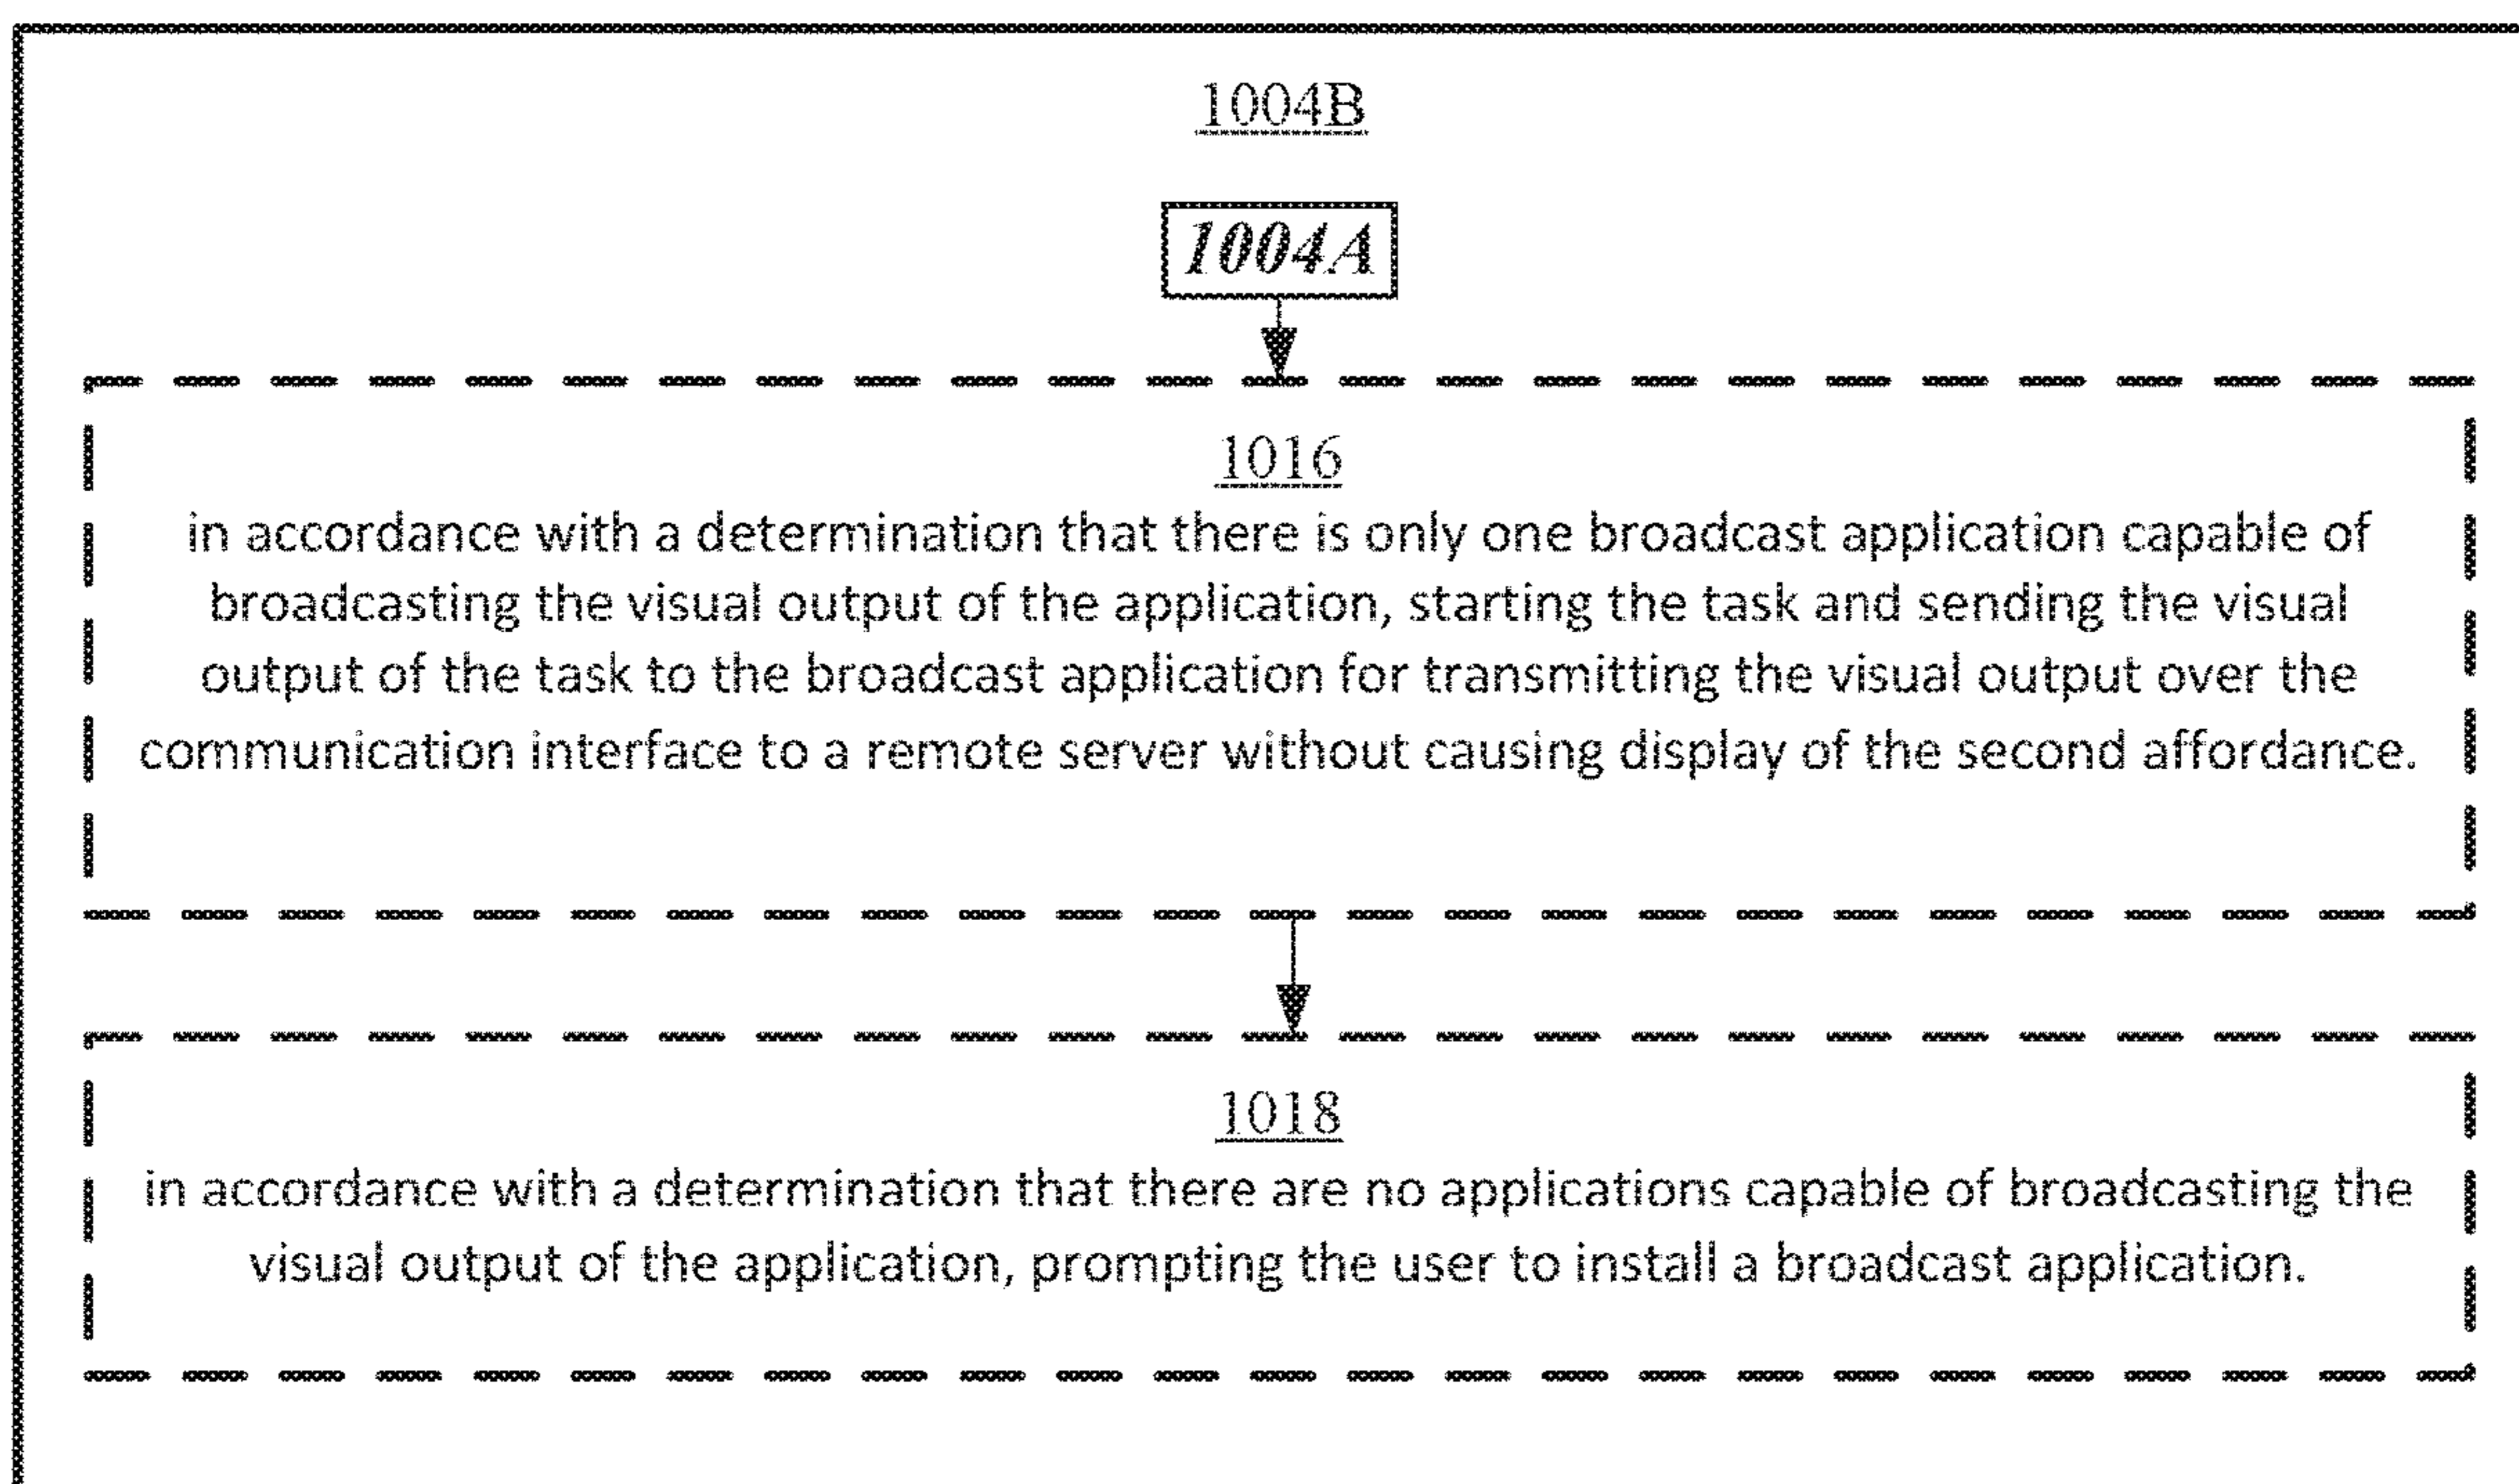 1004B
1004A
1016
in accordance with a determination that there is only one broadcast application capable of
broadcasting the visual output of the application, starting the task and sending the visual
output of the task to the broadcast application for transmitting the visual output over the
communication interface to a remote server without causing display of the second affordance.
1018
in accordance with a determination that there are no applications capable of broadcasting the
visual output of the application, prompting the user to install a broadcast application.